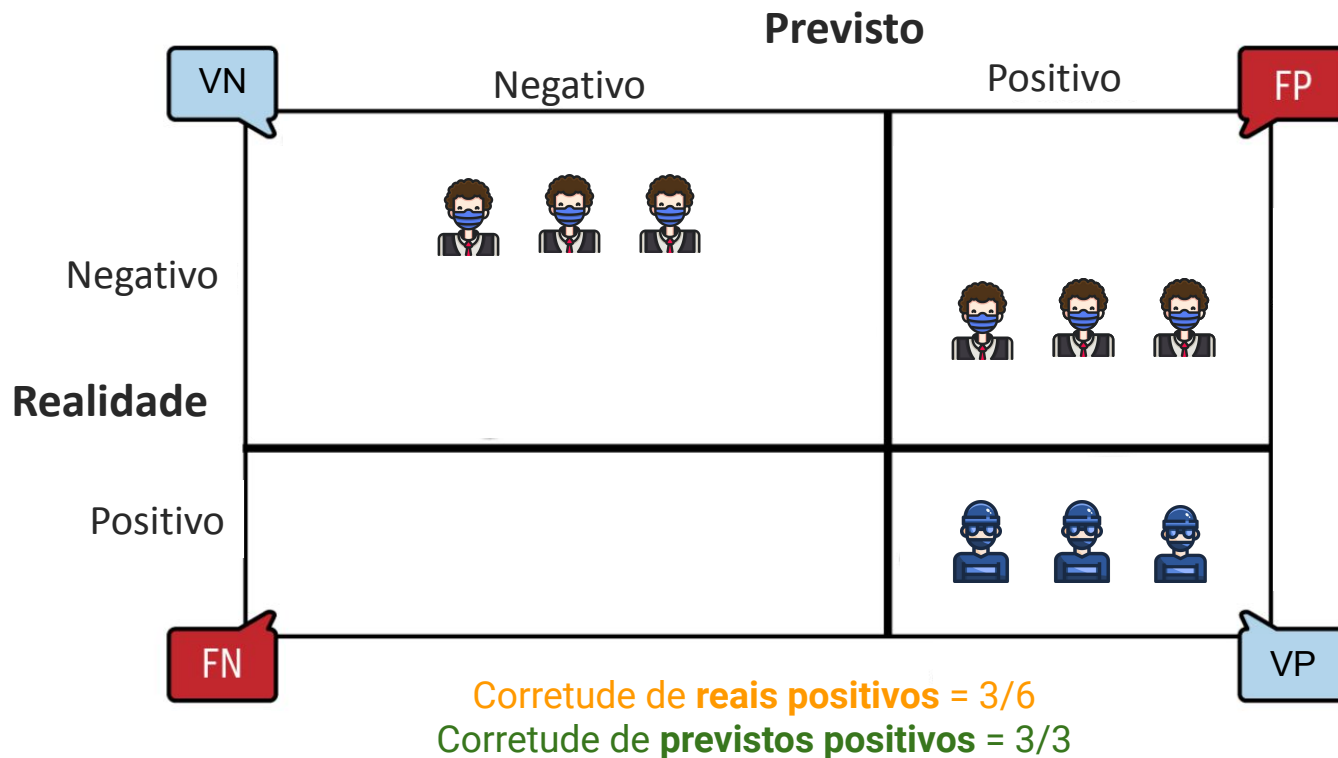 Previsto
VN
Negativo
Positivo
FP
Negativo
Realidade
Positivo
FN
VP
Corretude de reais positivos = 3/6
Corretude de previstos positivos = 3/3